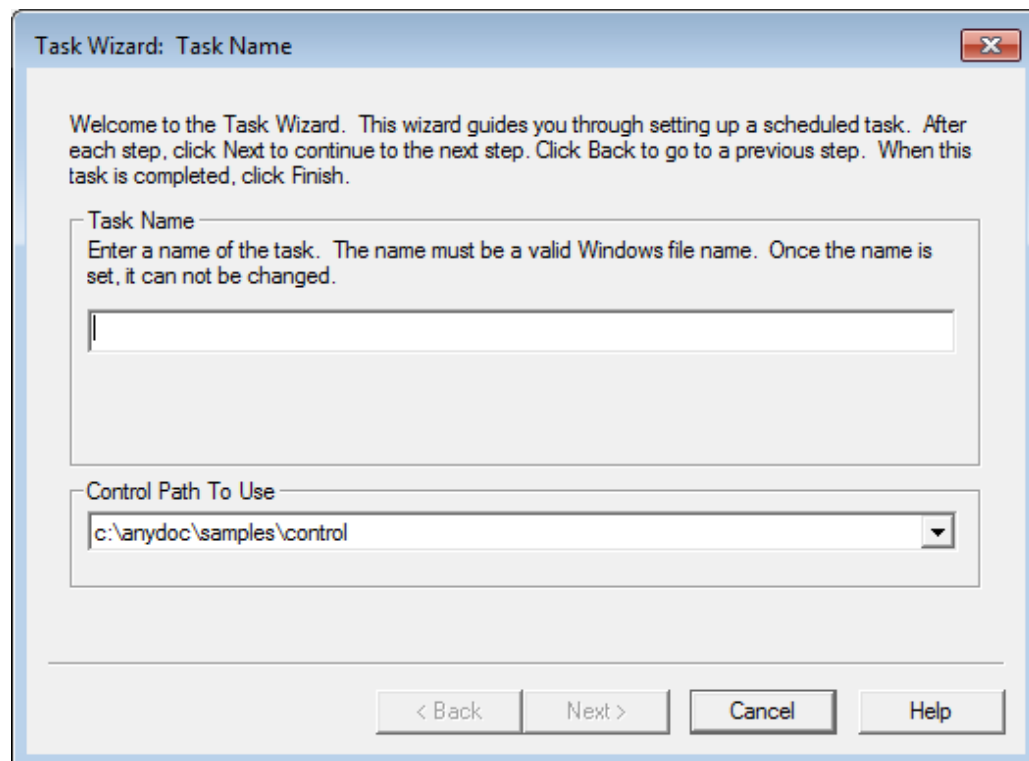 Task Wizard:  Task Name
Welcome to the Task Wizard.  This wizard guides you through setting up a scheduled task.  After
each step, click Next to continue to the next step. Click Back to go to a previous step.  When this
task is completed, click Finish.
Task Name
Enter a name of the task.  The name must be a valid Windows file name.  Once the name is
set, it can not be changed.
Control Path To Use
c:\anydoc\samples\control
< Back
Next >
Cancel
Help